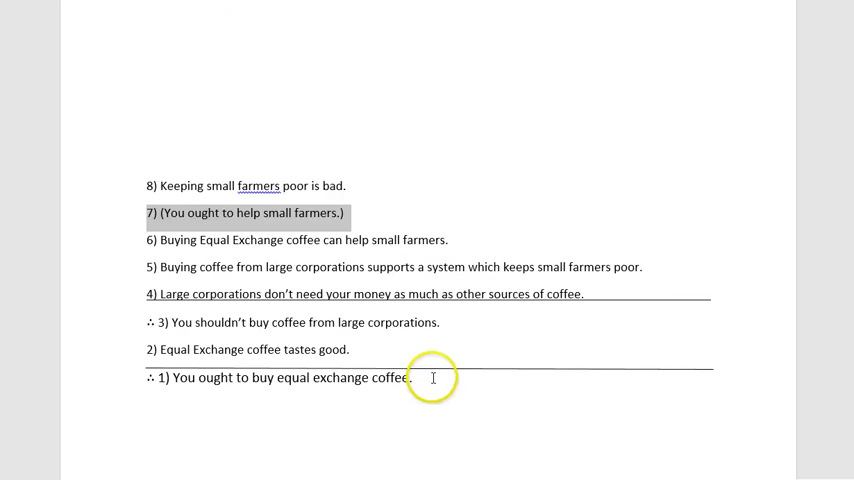 8) Keeping small farmers poor is bad.
7) (You ought to help small farmers.)
6) Buying Equal Exchange coffee can help small farmers.
5) Buying coffee from large corporations supports a system which keeps small farmers poor.
4) Large corporations don’t need your money as much as other sources of coffee.
∴ 3) You shouldn’t buy coffee from large corporations.
2) Equal Exchange coffee tastes good.
∴ 1) You ought to buy equal exchange coffee.